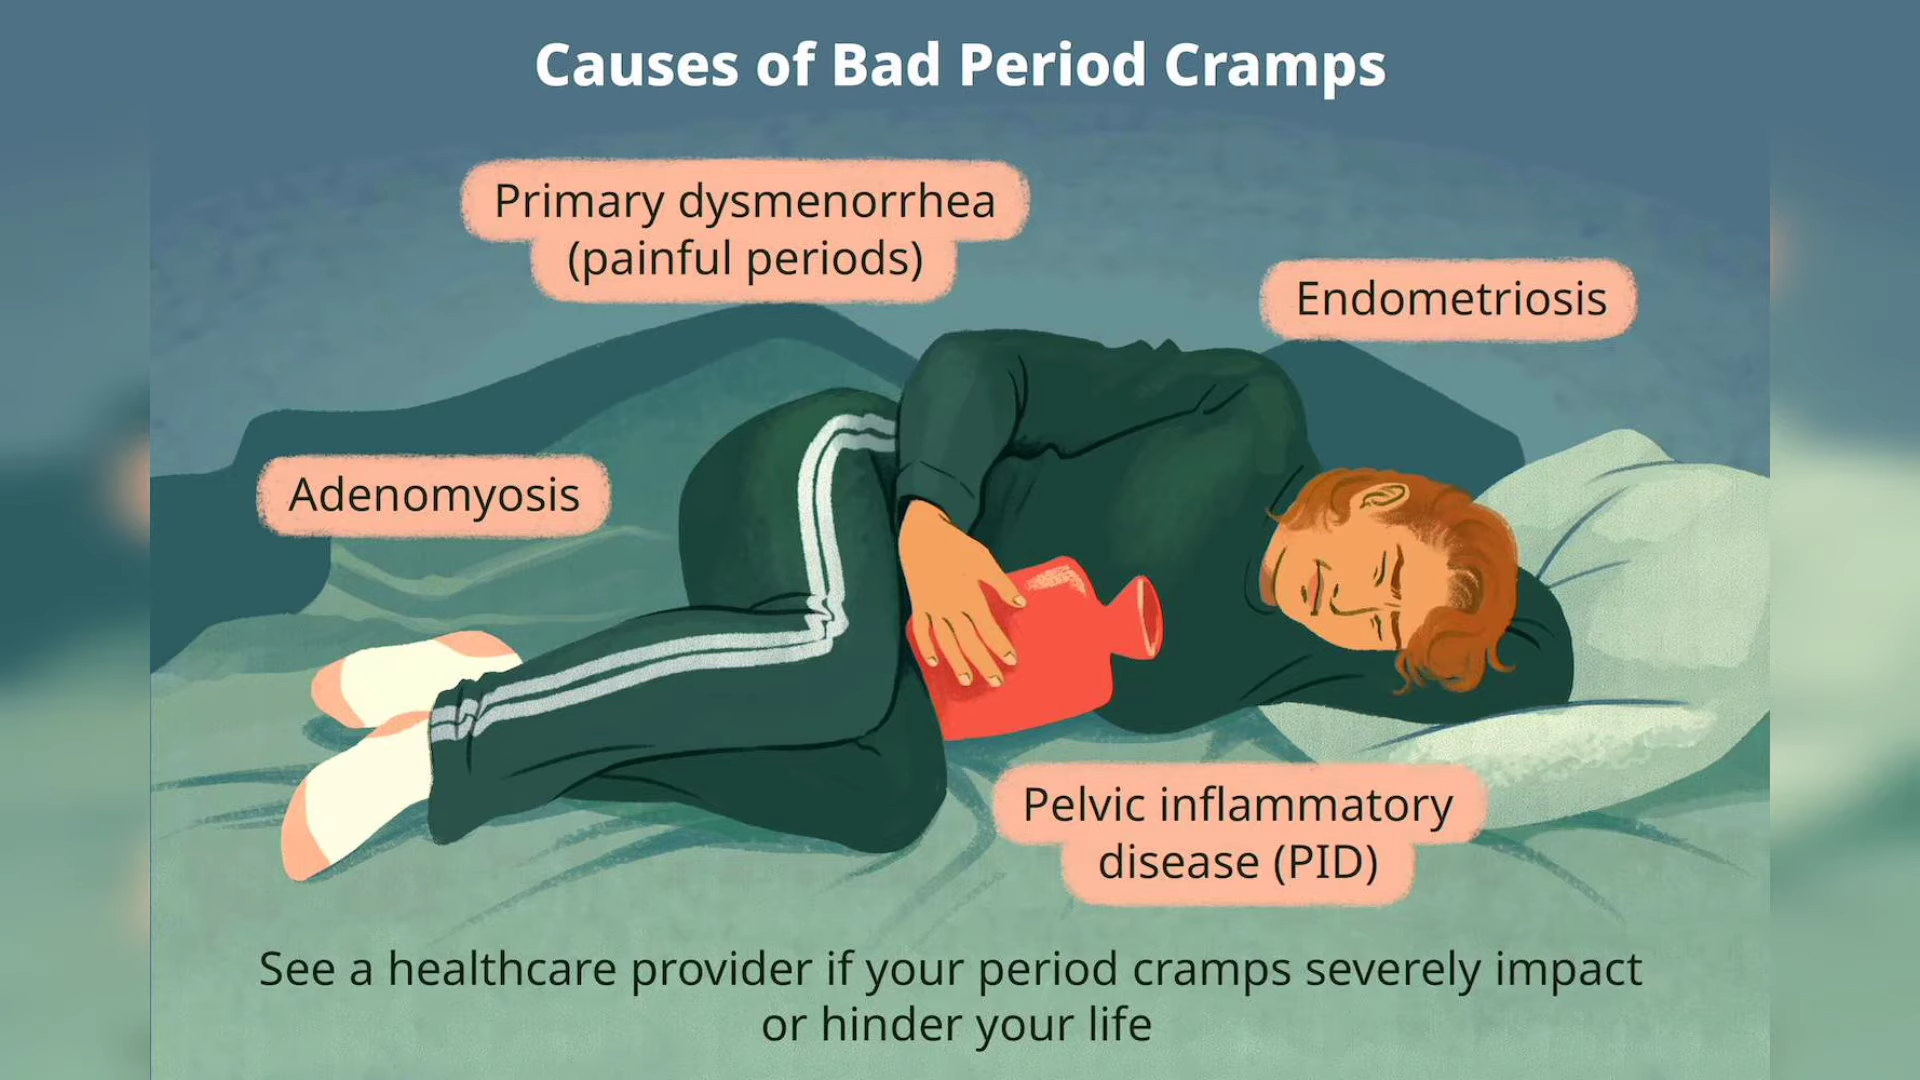 Causes of Bad Period Cramps
Primary dysmenorrhea
(painful periods)
Endometriosis
Adenomyosis
Pelvic inflammatory
disease (PID)
See a healthcare provider if your period cramps severely impact
or hinder your life